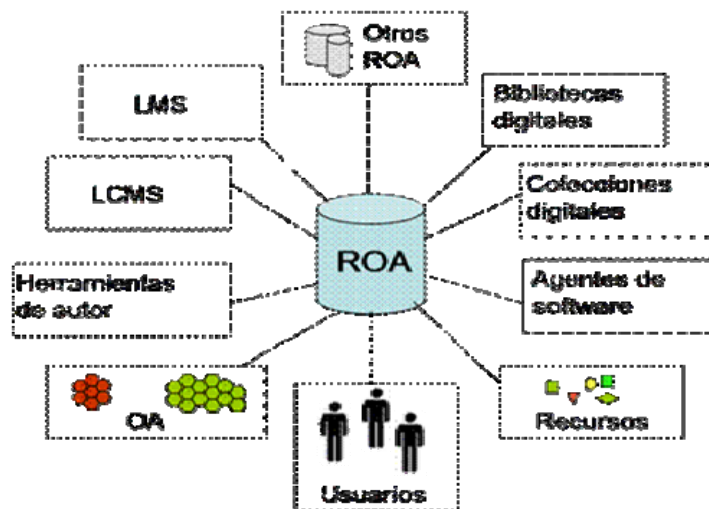 Otros
ROA
LMS
Bibliotecas
digitales
LCMS
Colecciones
digitales
ROA
Herramientas
de autor
Agentes de
software
OA
Usuarios
Recursos